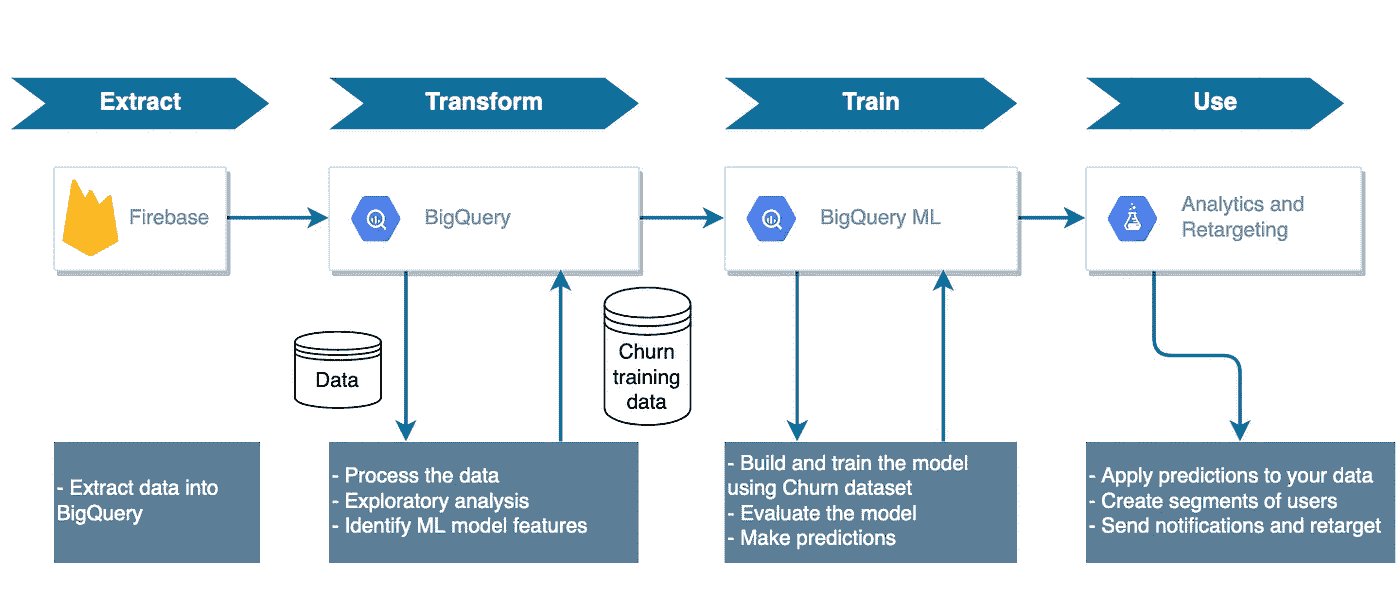 Extract
Transform
Train
Use
Firebase
BigQuery
BigQuery ML
Analytics and
Retargeting
Data
Churn
training
data
- Extract data into
BigQuery
- Process the data
- Exploratory analysis
- Identify ML model features
- Build and train the model
using Churn dataset
- Evaluate the model
- Make predictions
- Apply predictions to your data
- Create segments of users
- Send notifications and retarget